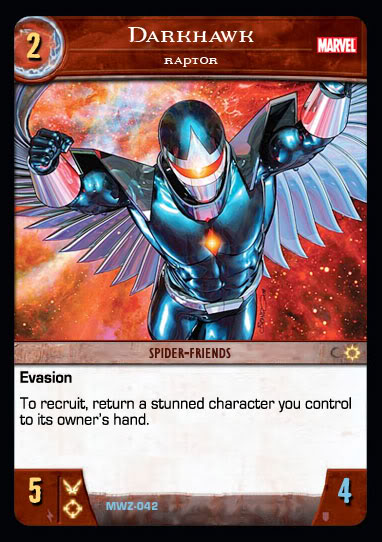 2
DARKHAWK
MARVEL
RAPTOR
SPIDER-FRIENDS
C
Evasion
To recruit, return a stunned character you control
to its owner's hand.
5
MWZ-042
4